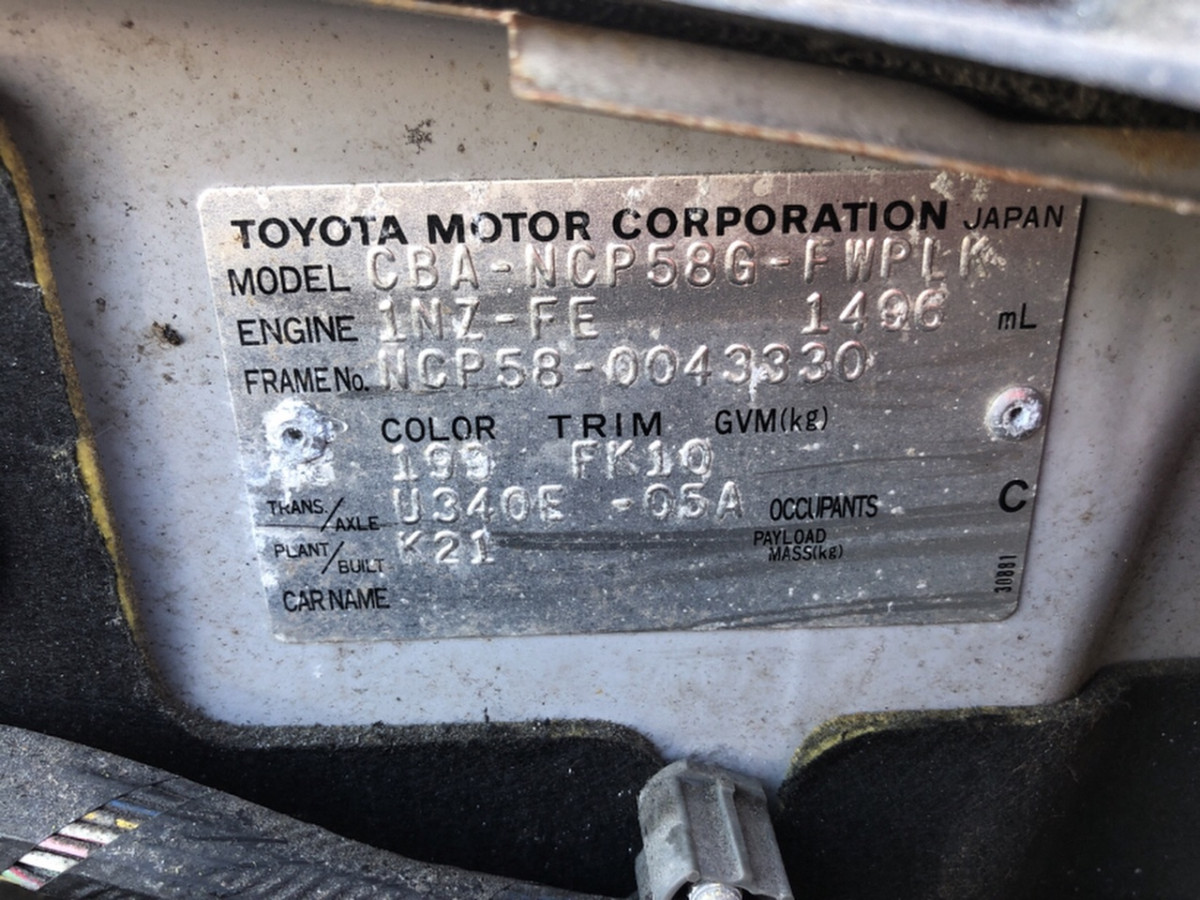 TOYOTA MOTOR CORPORATION JAPAN
MODEL CBA-NCP58G-FWPLK
ENGINE 1NZ-FE 1496 mL
FRAME No. NCP58-0043330
COLOR TRIM GVM(kg)
199 FK10
TRANS./AXLE U340E -05A OCCUPANTS C
PLANT/BUILT K21 PAYLOAD MASS(kg)
CAR NAME
30881